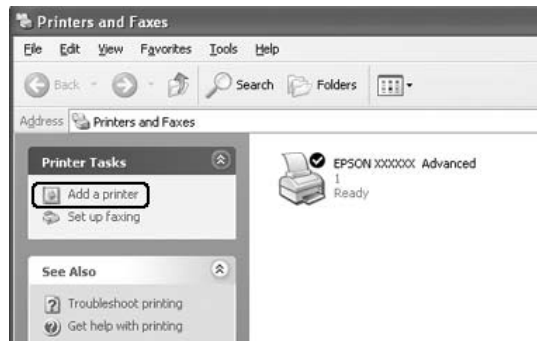 Printers and Faxes
File Edit View Favorites Tools Help
Back Search Folders
Address Printers and Faxes
Printer Tasks
Add a printer
Set up faxing
See Also
Troubleshoot printing
Get help with printing
EPSON XXXXXX Advanced
1
Ready